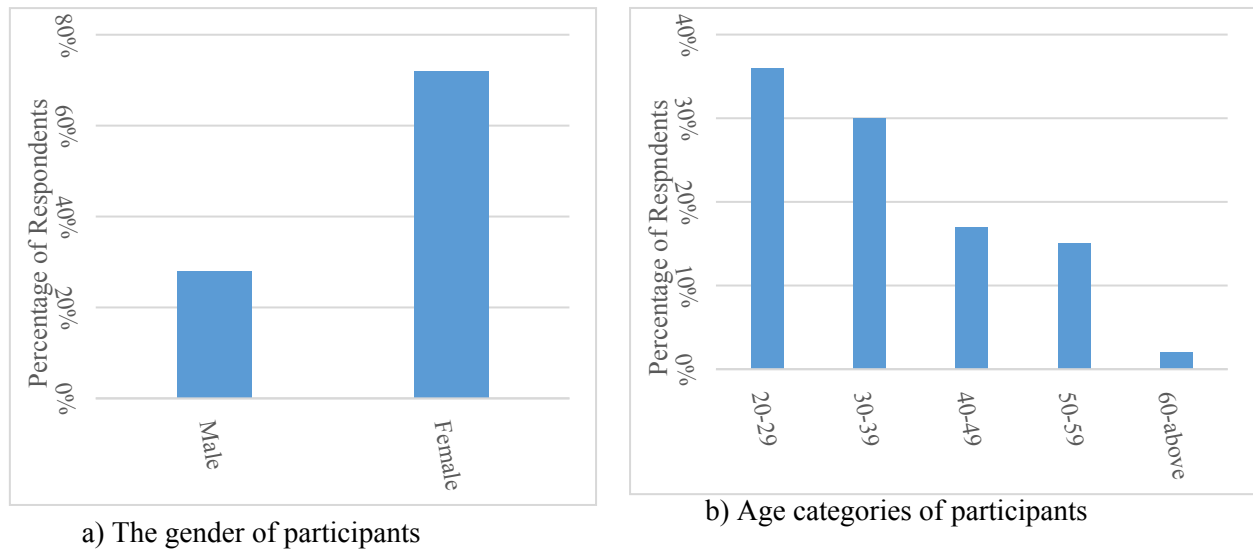 Percentage of Respondents
80%
60%
40%
20%
0%
Male
Female
a) The gender of participants
Percentage of Respndents
40%
30%
20%
10%
0%
20-29
30-39
40-49
50-59
60-above
b) Age categories of participants